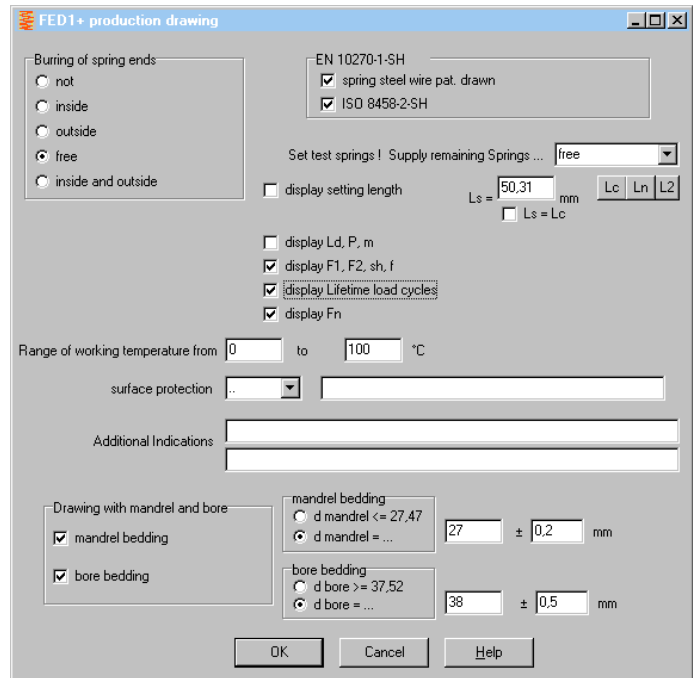 FED1+ production drawing
Burring of spring ends
not
inside
outside
free
inside and outside
EN 10270-1-SH
spring steel wire pat. drawn
ISO 8458-2-SH
Set test springs ! Supply remaining Springs ... free
display setting length
Ls = 50,31 mm Lc Ln L2
Ls = Lc
display Ld, P, m
display F1, F2, sh, f
display Lifetime load cycles
display Fn
Range of working temperature from 0 to 100 °C
surface protection ..
Additional Indications
Drawing with mandrel and bore
mandrel bedding
bore bedding
mandrel bedding
d mandrel <= 27,47
d mandrel = ... 27 ± 0,2 mm
bore bedding
d bore >= 37,52
d bore = ... 38 ± 0,5 mm
OK Cancel Help